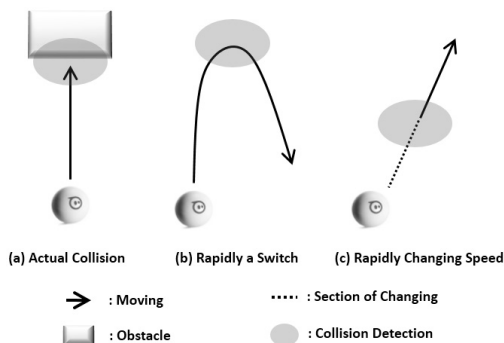 (a) Actual Collision (b) Rapidly a Switch (c) Rapidly Changing Speed
: Moving : Section of Changing
: Obstacle : Collision Detection